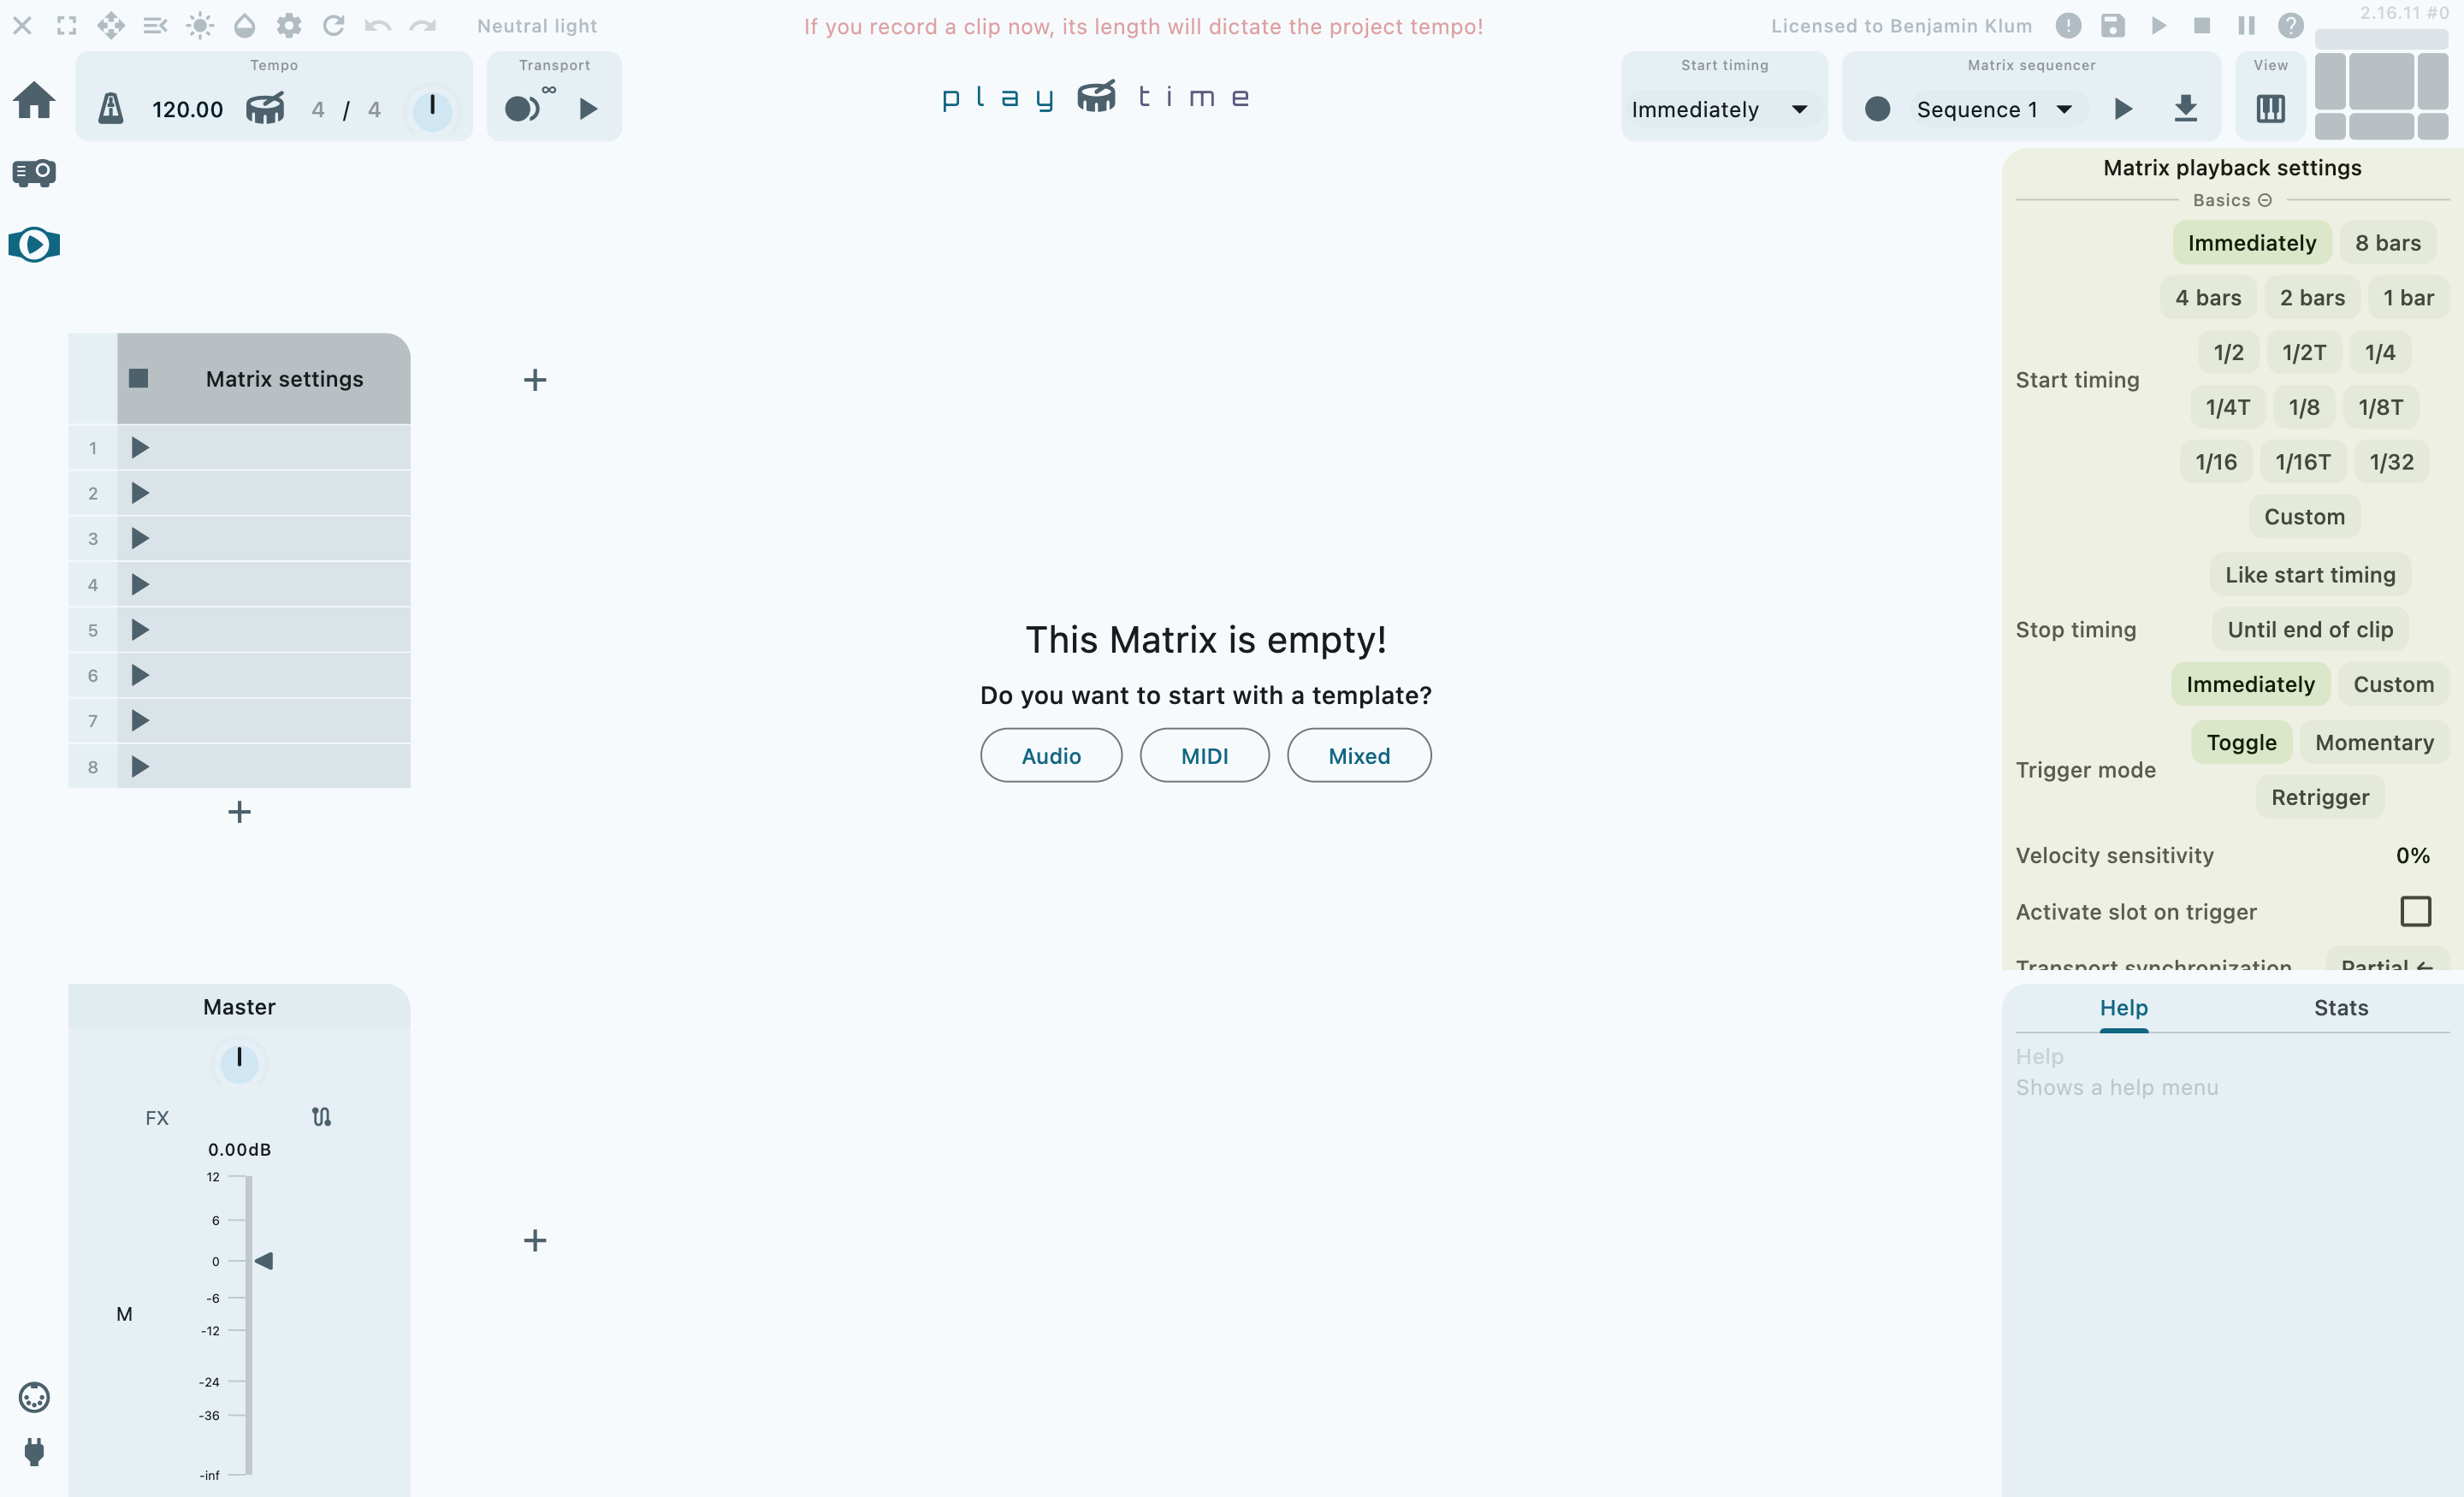 Neutral light
If you record a clip now, its length will dictate the project tempo!
Licensed to Benjamin Klum
2.16.11 #0
Tempo
120.00
4 / 4
Transport
∞
play time
Start timing
Immediately
Matrix sequencer
Sequence 1
View
Matrix settings
1
2
3
4
5
6
7
8
This Matrix is empty!
Do you want to start with a template?
Audio
MIDI
Mixed
Matrix playback settings
Basics
Start timing
Immediately
8 bars
4 bars
2 bars
1 bar
1/2
1/2T
1/4
1/4T
1/8
1/8T
1/16
1/16T
1/32
Custom
Stop timing
Like start timing
Until end of clip
Immediately
Custom
Trigger mode
Toggle
Momentary
Retrigger
Velocity sensitivity
0%
Activate slot on trigger
Transport synchronization
Partial ←
Master
FX
0.00dB
12
6
0
-6
-12
-24
-36
-inf
M
Help
Stats
Help
Shows a help menu